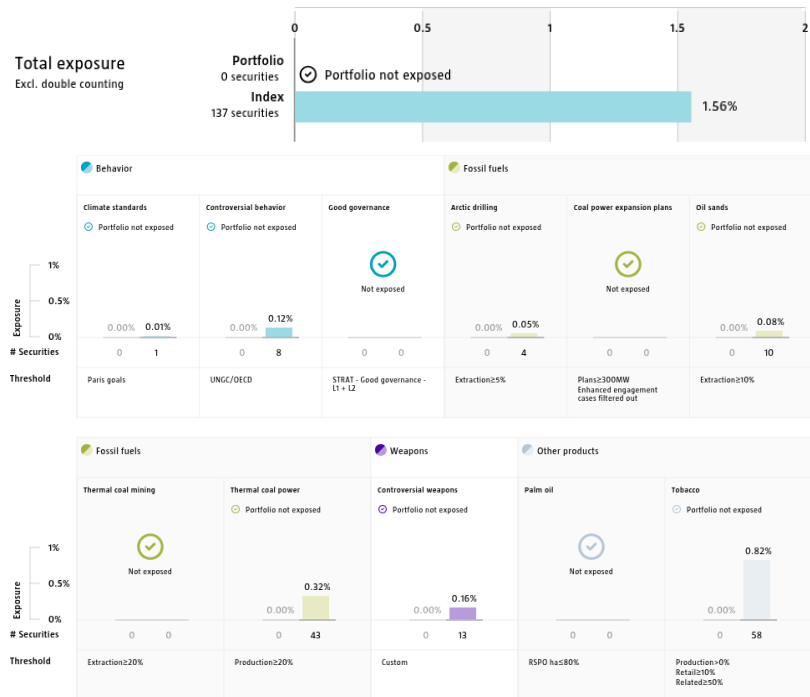 0 0.5 1 1.5 2
Total exposure
Excl. double counting
Portfolio
0 securities
Portfolio not exposed
Index
137 securities
1.56%
Behavior
Fossil fuels
Climate standards
Controversial behavior
Good governance
Arctic drilling
Coal power expansion plans
Oil sands
Portfolio not exposed
Portfolio not exposed
Portfolio not exposed
Portfolio not exposed
Not exposed
Not exposed
Exposure
1%
0.5%
0%
0.00% 0.01%
0.00% 0.12%
0.00% 0.05%
0.00% 0.08%
# Securities
0 1
0 8
0 0
0 4
0 0
0 10
Threshold
Paris goals
UNGC/OECD
STRAT - Good governance -
L1 + L2
Extraction≥5%
Plans≥300MW
Enhanced engagement
cases filtered out
Extraction≥10%
Fossil fuels
Weapons
Other products
Thermal coal mining
Thermal coal power
Controversial weapons
Palm oil
Tobacco
Portfolio not exposed
Portfolio not exposed
Portfolio not exposed
Not exposed
Not exposed
Exposure
1%
0.5%
0%
0.00% 0.32%
0.00% 0.16%
0.00% 0.82%
# Securities
0 0
0 43
0 13
0 0
0 58
Threshold
Extraction≥20%
Production≥20%
Custom
RSPO ha≤80%
Production>0%
Retail≥10%
Related≥50%